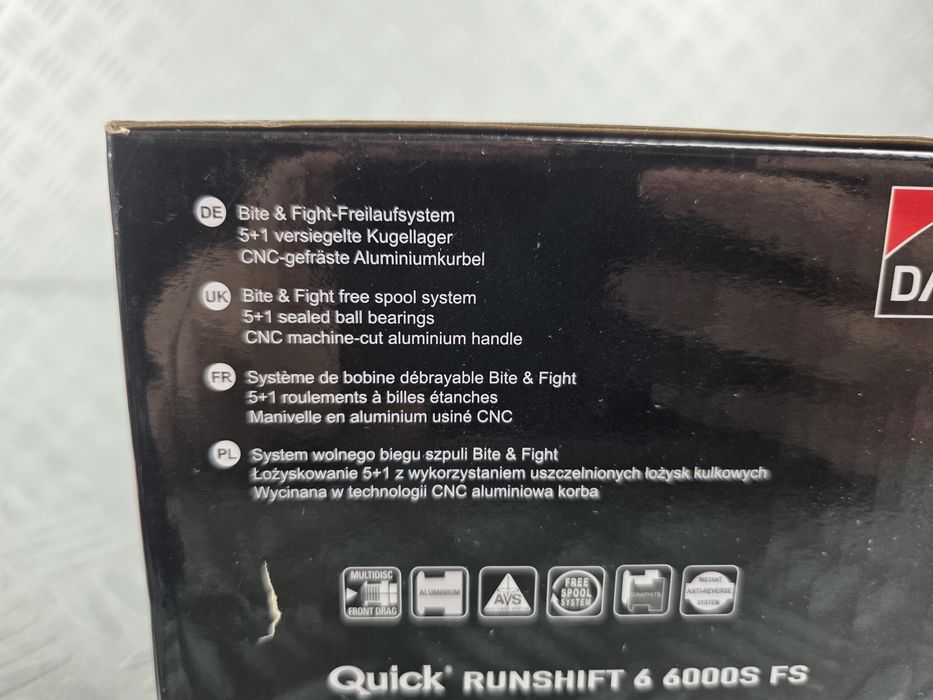 DE Bite & Fight-Freilaufsystem
5+1 versiegelte Kugellager
CNC-gefräste Aluminiumkurbel
UK Bite & Fight free spool system
5+1 sealed ball bearings
CNC machine-cut aluminium handle
FR Système de bobine débrayable Bite & Fight
5+1 roulements à billes étanches
Manivelle en aluminium usiné CNC
PL System wolnego biegu szpuli Bite & Fight
Łożyskowanie 5+1 z wykorzystaniem uszczelnionych łożysk kulkowych
Wycinana w technologii CNC aluminiowa korba
DA
MULTIDISC
FRONT DRAG
ALUMINIUM
AVS
FREE
SPOOL
SYSTEM
GRAPHITE
INSTANT
ANTI-REVERSE
SYSTEM
Quick® RUNSHIFT 6 6000S FS